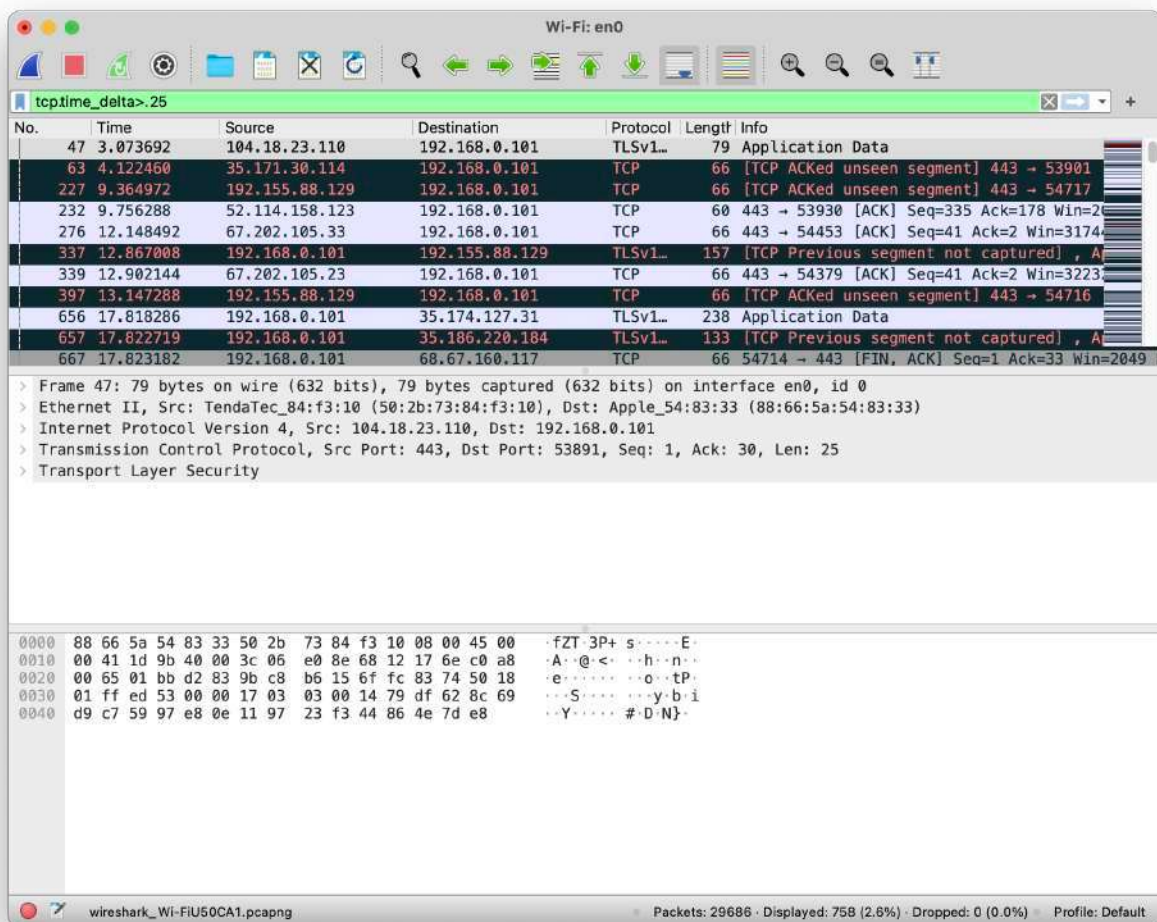 Wi-Fi: en0
tcp.time_delta>.25
No. Time Source Destination Protocol Length Info
47 3.073692 104.18.23.110 192.168.0.101 TLSv1… 79 Application Data
63 4.122460 35.171.30.114 192.168.0.101 TCP 66 [TCP ACKed unseen segment] 443 → 53901
227 9.364972 192.155.88.129 192.168.0.101 TCP 66 [TCP ACKed unseen segment] 443 → 54717
232 9.756288 52.114.158.123 192.168.0.101 TCP 60 443 → 53930 [ACK] Seq=335 Ack=178
276 12.148492 67.202.105.33 192.168.0.101 TCP 66 443 → 54453 [ACK] Seq=41 Ack=2 Win=3174
337 12.867008 192.168.0.101 192.155.88.129 TLSv1… 157 [TCP Previous segment not captured] ,
339 12.902144 67.202.105.23 192.168.0.101 TCP 66 443 → 54379 [ACK] Seq=41 Ack=2 Win=3223
397 13.147288 192.155.88.129 192.168.0.101 TCP 66 [TCP ACKed unseen segment] 443 → 54716
656 17.818286 192.168.0.101 35.174.127.31 TLSv1… 238 Application Data
657 17.822719 192.168.0.101 35.186.220.184 TLSv1… 133 [TCP Previous segment not captured] ,
667 17.823182 192.168.0.101 68.67.160.117 TCP 66 54714 → 443 [FIN, ACK] Seq=1 Ack=33 Win=2049
Frame 47: 79 bytes on wire (632 bits), 79 bytes captured (632 bits) on interface en0, id 0
Ethernet II, Src: TendaTec_84:f3:10 (50:2b:73:84:f3:10), Dst: Apple_54:83:33 (88:66:5a:54:83:33)
Internet Protocol Version 4, Src: 104.18.23.110, Dst: 192.168.0.101
Transmission Control Protocol, Src Port: 443, Dst Port: 53891, Seq: 1, Ack: 30, Len: 25
Transport Layer Security
0000 88 66 5a 54 83 33 50 2b 73 84 f3 10 08 00 45 00 ·fZT·3P+ s·····E·
0010 00 41 1d 9b 40 00 3c 06 e0 8e 68 12 17 6e c0 a8 ·A··@·<· ··h··n··
0020 00 65 01 bb d2 83 9b c8 b6 15 6f fc 83 74 50 18 ·e······ ··o··tP·
0030 01 ff ed 53 00 00 17 03 03 00 14 79 df 62 8c 69 ···S···· ···y·b·i
0040 d9 c7 59 97 e8 0e 11 97 23 f3 44 86 4e 7d e8 ··Y····· #·D·N}·
wireshark_Wi-FiU50CA1.pcapng Packets: 29686 · Displayed: 758 (2.6%) · Dropped: 0 (0.0%) Profile: Default